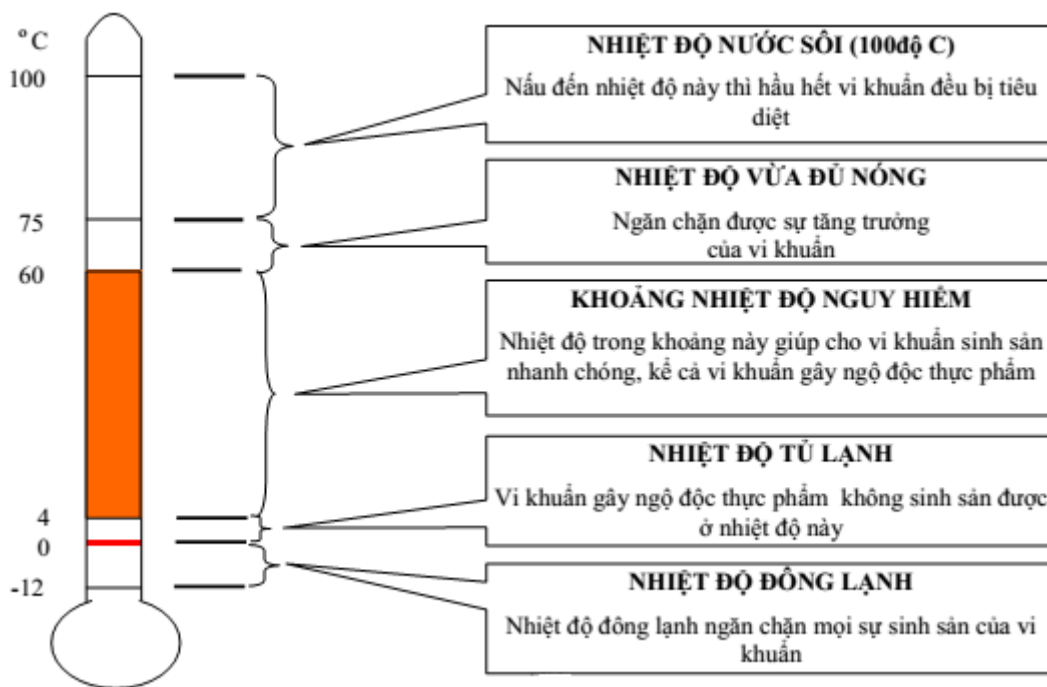 °C
100
75
60
4
0
-12
NHIỆT ĐỘ NƯỚC SÔI (100độ C)
Nấu đến nhiệt độ này thì hầu hết vi khuẩn đều bị tiêu
diệt
NHIỆT ĐỘ VỪA ĐỦ NÓNG
Ngăn chặn được sự tăng trưởng
của vi khuẩn
KHOẢNG NHIỆT ĐỘ NGUY HIỂM
Nhiệt độ trong khoảng này giúp cho vi khuẩn sinh sản
nhanh chóng, kể cả vi khuẩn gây ngộ độc thực phẩm
NHIỆT ĐỘ TỦ LẠNH
Vi khuẩn gây ngộ độc thực phẩm không sinh sản được
ở nhiệt độ này
NHIỆT ĐỘ ĐÔNG LẠNH
Nhiệt độ đông lạnh ngăn chặn mọi sự sinh sản của vi
khuẩn